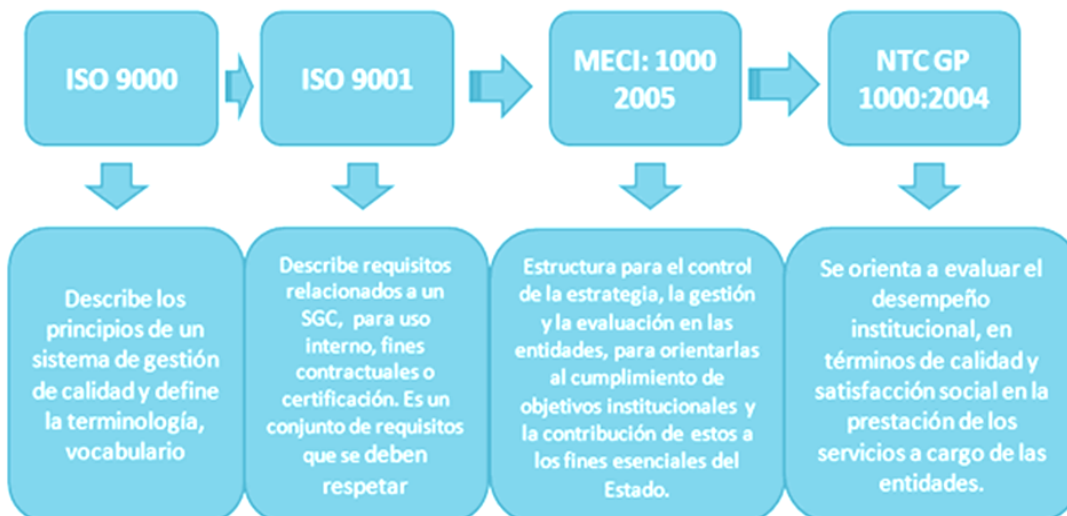 ISO 9000
ISO 9001
MECI: 1000
2005
NTC GP
1000:2004
Describe los
principios de un
sistema de gestión
de calidad y define
la terminología,
vocabulario
Describe requisitos
relacionados a un
SGC, para uso
interno, fines
contractuales o
certificación. Es un
conjunto de requisitos
que se deben
respetar
Estructura para el control
de la estrategia, la gestión
y la evaluación en las
entidades, para orientarlas
al cumplimiento de
objetivos institucionales y
la contribución de estos a
los fines esenciales del
Estado.
Se orienta a evaluar el
desempeño
institucional, en
términos de calidad y
satisfacción social en la
prestación de los
servicios a cargo de las
entidades.